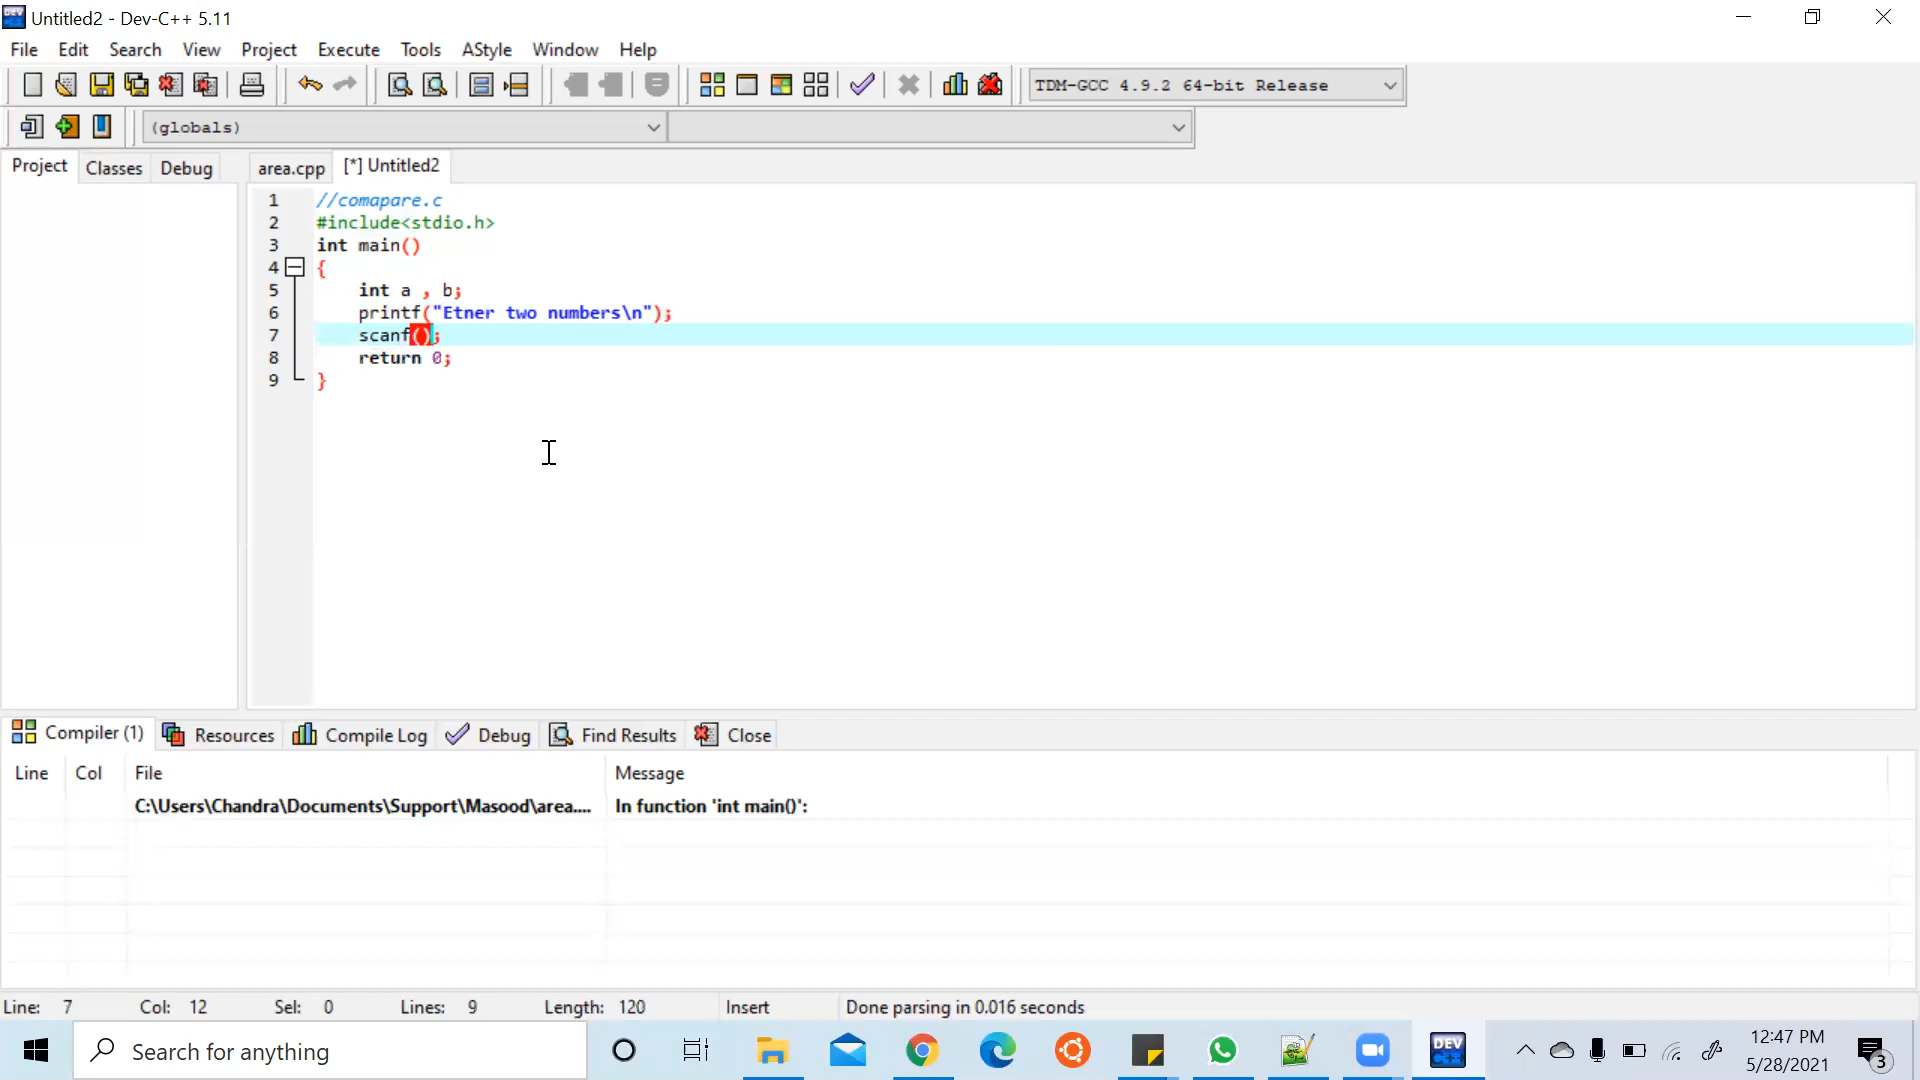 Untitled2 - Dev-C++ 5.11
File Edit Search View Project Execute Tools AStyle Window Help
TDM-GCC 4.9.2 64-bit Release
(globals)
Project Classes Debug area.cpp [*] Untitled2
1 //comapare.c
2 #include<stdio.h>
3 int main()
4 {
5 int a , b;
6 printf("Etner two numbers\n");
7 scanf();
8 return 0;
9 }
Compiler (1) Resources Compile Log Debug Find Results Close
Line Col File Message
C:\Users\Chandra\Documents\Support\Masood\area.... In function 'int main()':
Line: 7 Col: 12 Sel: 0 Lines: 9 Length: 120 Insert Done parsing in 0.016 seconds
Search for anything
DEV C++
12:47 PM
5/28/2021
3